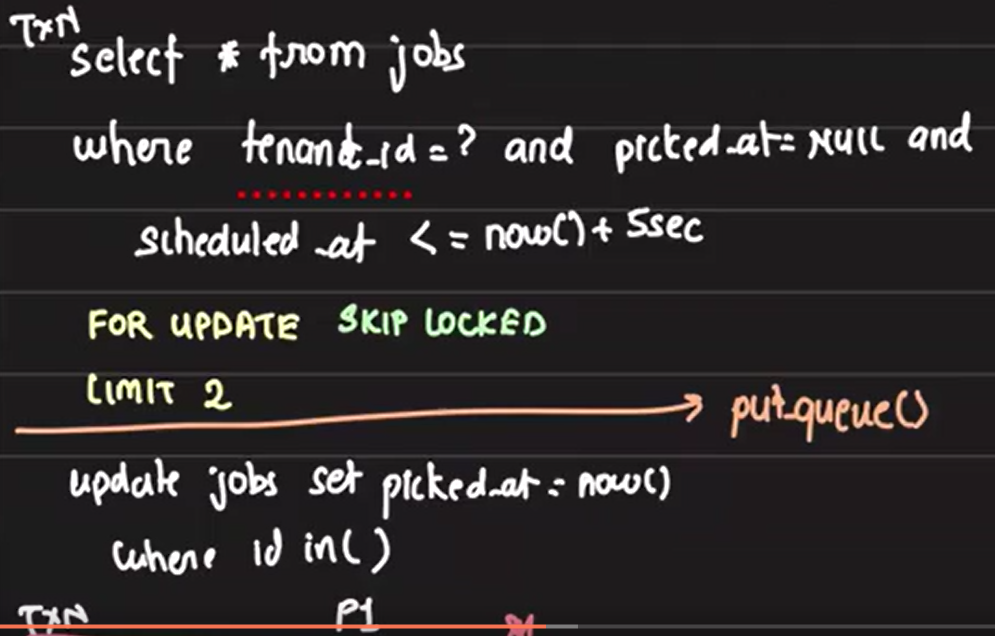 TXN
select * from jobs
where tenant_id = ? and picked_at = NULL and
scheduled_at <= now() + 5sec
FOR UPDATE SKIP LOCKED
LIMIT 2
put_queue()
update jobs set picked_at = now()
where id in ( )
TXN P1